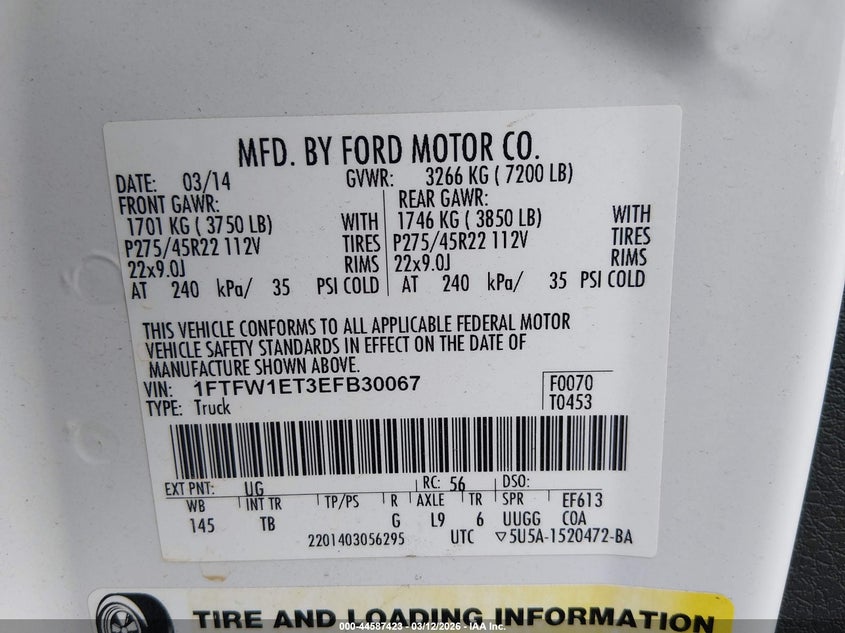 MFD. BY FORD MOTOR CO.
DATE: 03/14 GVWR: 3266 KG ( 7200 LB)
FRONT GAWR: REAR GAWR:
1701 KG ( 3750 LB) WITH 1746 KG ( 3850 LB) WITH
P275/45R22 112V TIRES P275/45R22 112V TIRES
22x9.0J RIMS 22x9.0J RIMS
AT 240 kPa/ 35 PSI COLD AT 240 kPa/ 35 PSI COLD
THIS VEHICLE CONFORMS TO ALL APPLICABLE FEDERAL MOTOR
VEHICLE SAFETY STANDARDS IN EFFECT ON THE DATE OF
MANUFACTURE SHOWN ABOVE.
VIN: 1FTFW1ET3EFB30067 F0070
TYPE: Truck T0453
EXT PNT: UG RC: 56 DSO:
WB INT TR TP/PS R AXLE TR SPR EF613
145 TB G L9 6 UUGG COA
2201403056295 UTC ▽5U5A-1520472-BA
TIRE AND LOADING INFORMATION
000-44587423 - 03/12/2026 - IAA Inc.